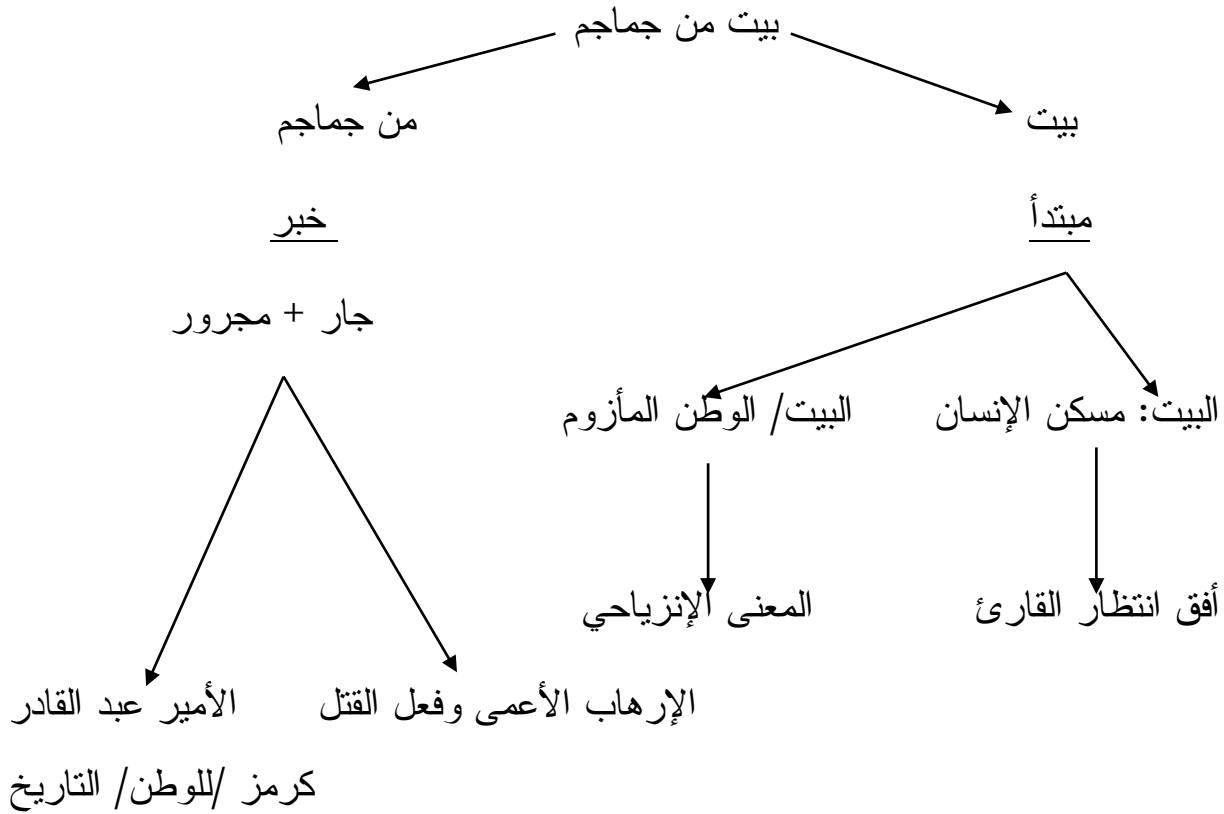 بيت من جماجم
بيت من جماجم
مبتدأ خبر
جار + مجرور
البيت: مسكن الإنسان البيت/ الوطن المأزوم
أفق انتظار القارئ المعنى الإنزياحي
الإرهاب الأعمى وفعل القتل الأمير عبد القادر
كرمز /للوطن/ التاريخ